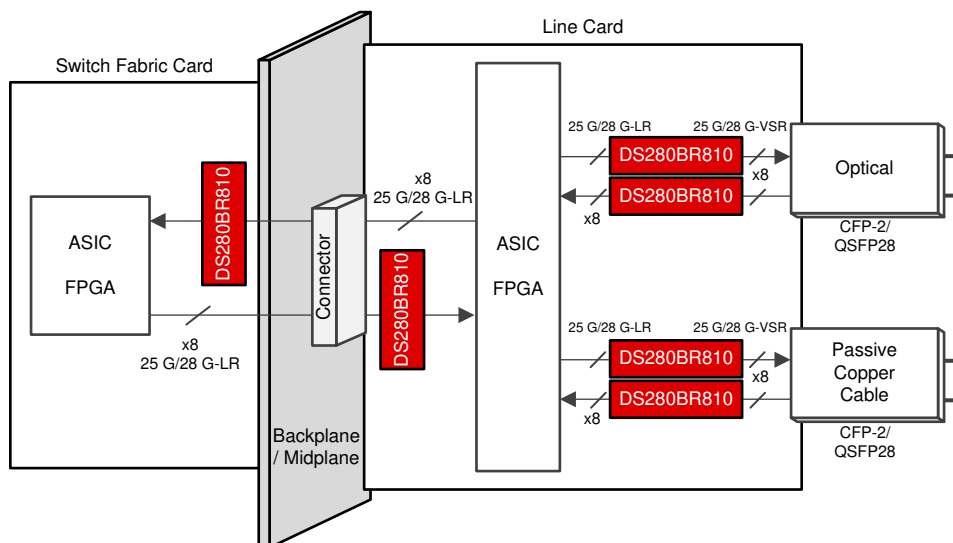 Line Card
Switch Fabric Card
25 G/28 G-LR
25 G/28 G-VSR
DS280BR810
x8
DS280BR810
x8
Optical
CFP-2/
QSFP28
x8
25 G/28 G-LR
DS280BR810
ASIC
FPGA
Connector
ASIC
FPGA
DS280BR810
x8
25 G/28 G-LR
25 G/28 G-LR
25 G/28 G-VSR
DS280BR810
x8
DS280BR810
x8
Passive
Copper
Cable
CFP-2/
QSFP28
Backplane
/ Midplane